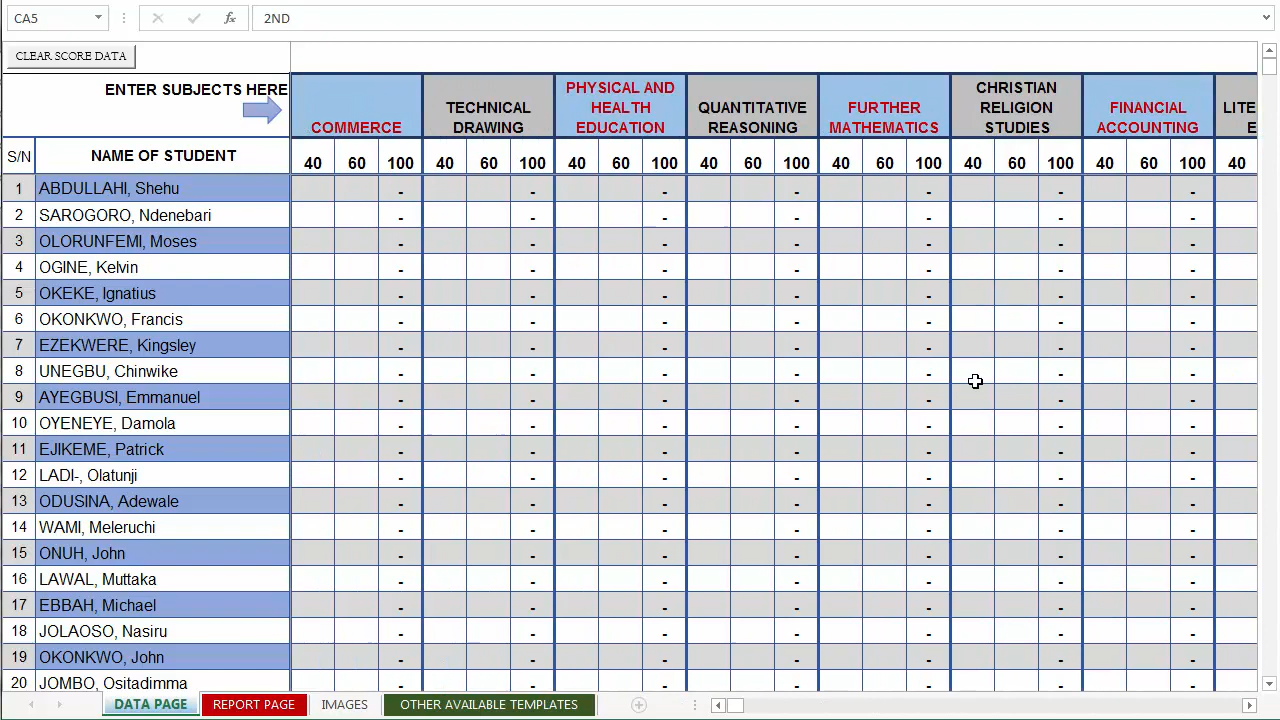 CA5 fx 2ND
CLEAR SCORE DATA
ENTER SUBJECTS HERE
COMMERCE
TECHNICAL
DRAWING
PHYSICAL AND
HEALTH
EDUCATION
QUANTITATIVE
REASONING
FURTHER
MATHEMATICS
CHRISTIAN
RELIGION
STUDIES
FINANCIAL
ACCOUNTING
LITE
E
S/N NAME OF STUDENT 40 60 100 40 60 100 40 60 100 40 60 100 40 60 100 40 60 100 40 60 100 40
1 ABDULLAHI, Shehu - - - - - - -
2 SAROGORO, Ndenebari - - - - - - -
3 OLORUNFEMI, Moses - - - - - - -
4 OGINE, Kelvin - - - - - - -
5 OKEKE, Ignatius - - - - - - -
6 OKONKWO, Francis - - - - - - -
7 EZEKWERE, Kingsley - - - - - - -
8 UNEGBU, Chinwike - - - - - - -
9 AYEGBUSI, Emmanuel - - - - - - -
10 OYENEYE, Damola - - - - - - -
11 EJIKEME, Patrick - - - - - - -
12 LADI-, Olatunji - - - - - - -
13 ODUSINA, Adewale - - - - - - -
14 WAMI, Meleruchi - - - - - - -
15 ONUH, John - - - - - - -
16 LAWAL, Muttaka - - - - - - -
17 EBBAH, Michael - - - - - - -
18 JOLAOSO, Nasiru - - - - - - -
19 OKONKWO, John - - - - - - -
20 JOMBO, Ositadimma - - - - - - -
DATA PAGE REPORT PAGE IMAGES OTHER AVAILABLE TEMPLATES